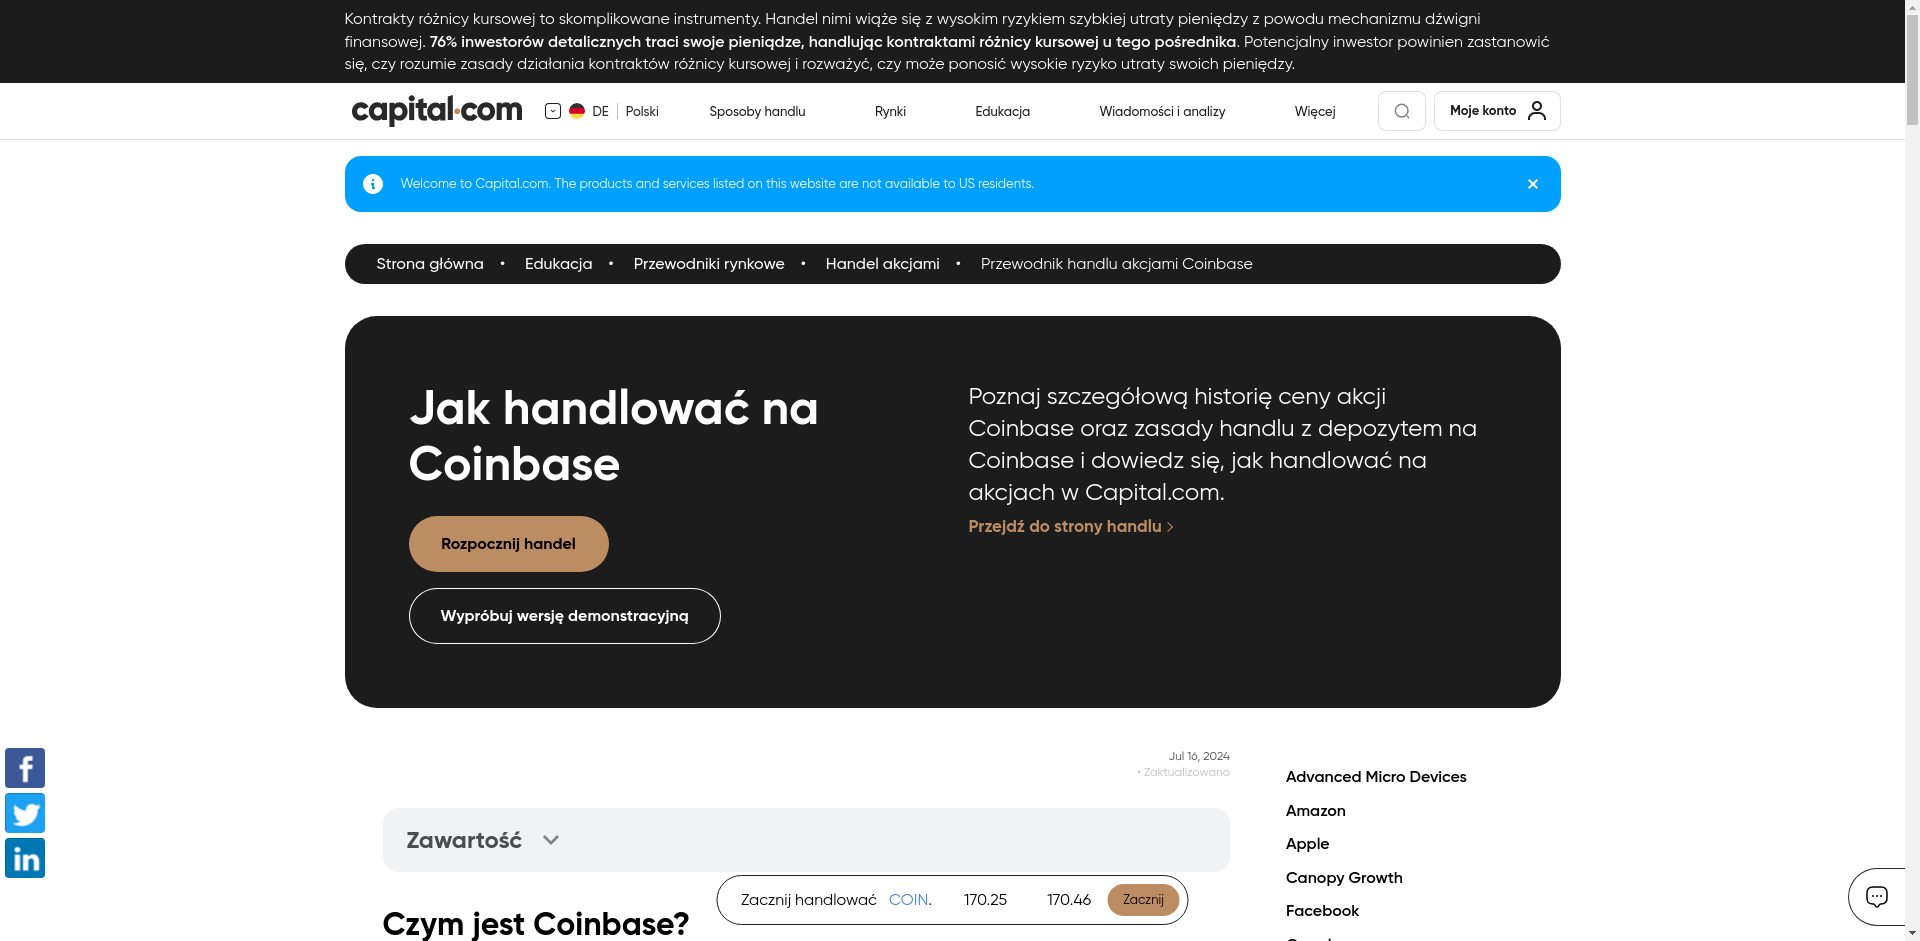 Kontrakty różnicy kursowej to skomplikowane instrumenty. Handel nimi wiąże się z wysokim ryzykiem szybkiej utraty pieniędzy z powodu mechanizmu dźwigni
finansowej. 76% inwestorów detalicznych traci swoje pieniądze, handlując kontraktami różnicy kursowej u tego pośrednika. Potencjalny inwestor powinien zastanowić
się, czy rozumie zasady działania kontraktów różnicy kursowej i rozważyć, czy może ponosić wysokie ryzyko utraty swoich pieniędzy.
capital.com
DE | Polski
Sposoby handlu
Rynki
Edukacja
Wiadomości i analizy
Więcej
Moje konto
Welcome to Capital.com. The products and services listed on this website are not available to US residents.
Strona główna • Edukacja • Przewodniki rynkowe • Handel akcjami • Przewodnik handlu akcjami Coinbase
Jak handlować na
Coinbase
Rozpocznij handel
Wypróbuj wersję demonstracyjną
Poznaj szczegółową historię ceny akcji
Coinbase oraz zasady handlu z depozytem na
Coinbase i dowiedz się, jak handlować na
akcjach w Capital.com.
Przejdź do strony handlu
Jul 16, 2024
• Zaktualizowano
Zawartość
Czym jest Coinbase?
Zacznij handlować COIN. 170.25 170.46 Zacznij
Advanced Micro Devices
Amazon
Apple
Canopy Growth
Facebook